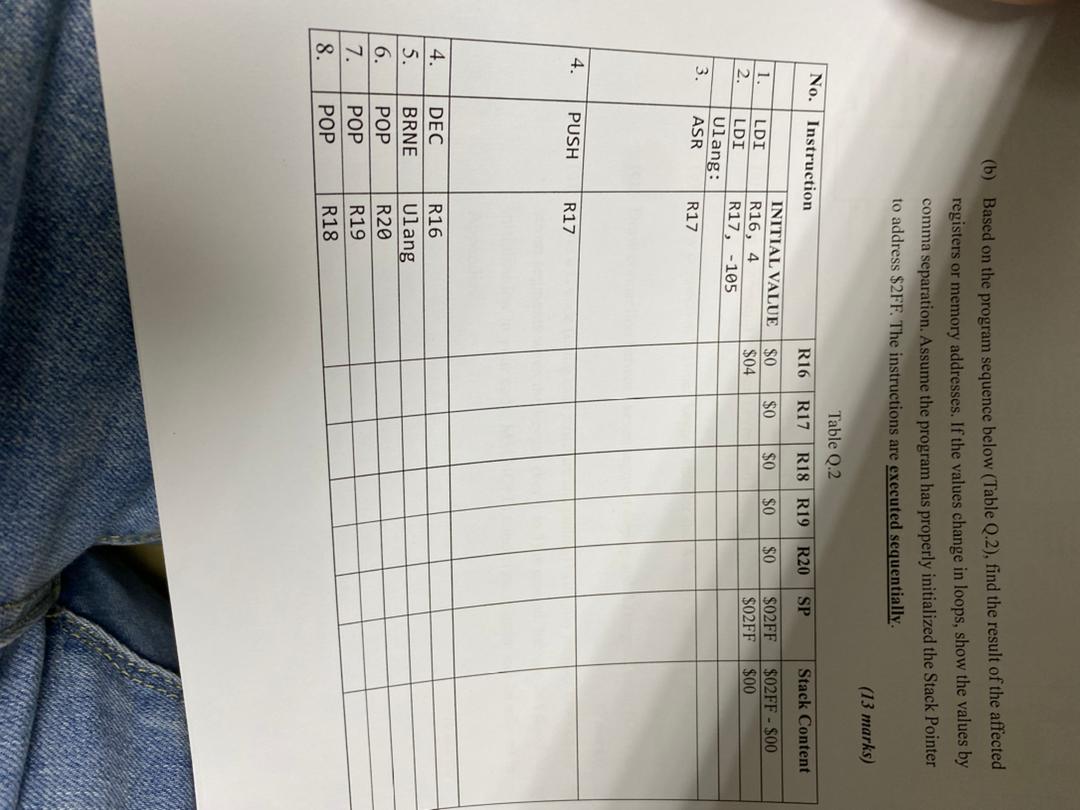 (b) Based on the program sequence below (Table Q.2), find the result of the affected
registers or memory addresses. If the values change in loops, show the values by
comma separation. Assume the program has properly initialized the Stack Pointer
to address $2FF. The instructions are executed sequentially.
(13 marks)
Table Q.2
No. Instruction R16 R17 R18 R19 R20 SP Stack Content
INITIAL VALUE $0 $0 $0 $0 $0 $02FF $02FF - $00
1. LDI R16, 4 $04 $02FF $00
2. LDI R17, -105
Ulang:
3. ASR R17
4. PUSH R17
4. DEC R16
5. BRNE Ulang
6. POP R20
7. POP R19
8. POP R18